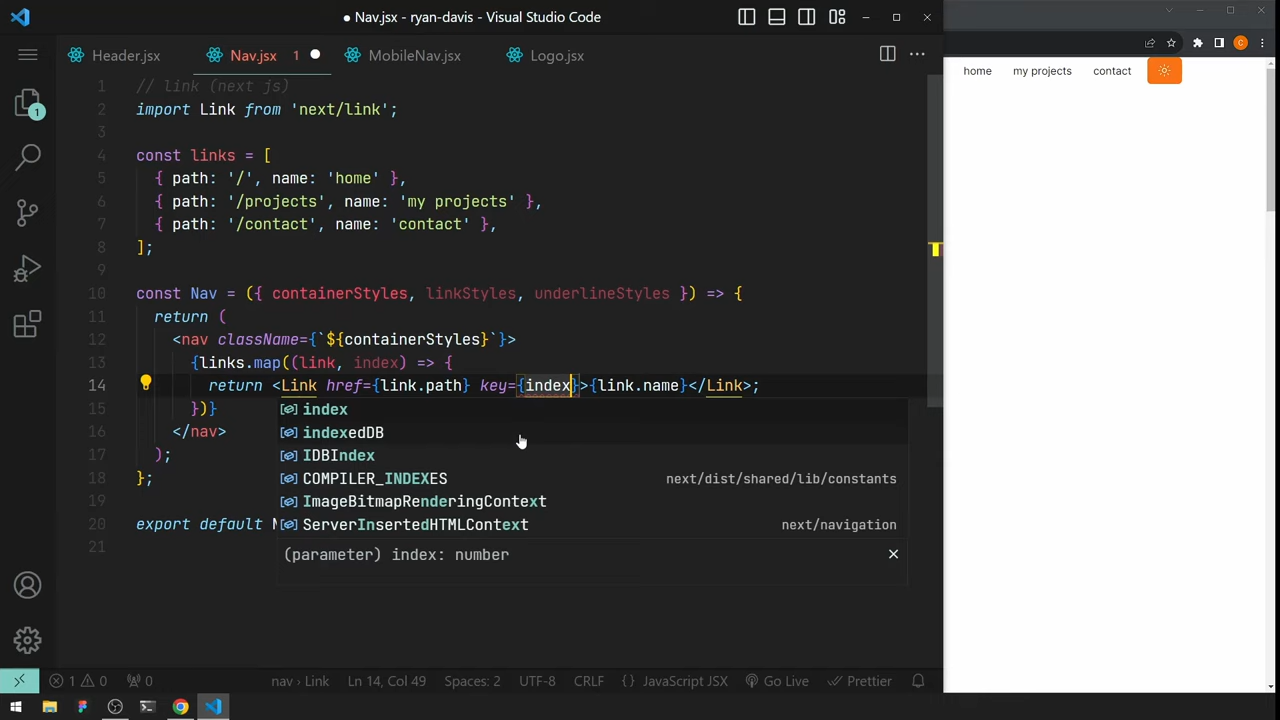 ● Nav.jsx - ryan-davis - Visual Studio Code
Header.jsx
Nav.jsx 1
MobileNav.jsx
Logo.jsx
home my projects contact
1 // link (next js)
2 import Link from 'next/link';
3
4 const links = [
5 { path: '/', name: 'home' },
6 { path: '/projects', name: 'my projects' },
7 { path: '/contact', name: 'contact' },
8 ];
9
10 const Nav = ({ containerStyles, linkStyles, underlineStyles }) => {
11 return (
12 <nav className={`${containerStyles}`}>
13 {links.map((link, index) => {
14 return <Link href={link.path} key={index}>{link.name}</Link>;
15 })}
16 </nav>
17 );
18 };
19
20 export default N
21
index
indexedDB
IDBIndex
COMPILER_INDEXES next/dist/shared/lib/constants
ImageBitmapRenderingContext
ServerInsertedHTMLContext next/navigation
(parameter) index: number
1
C
1 0 0 nav › Link Ln 14, Col 49 Spaces: 2 UTF-8 CRLF {} JavaScript JSX Go Live Prettier